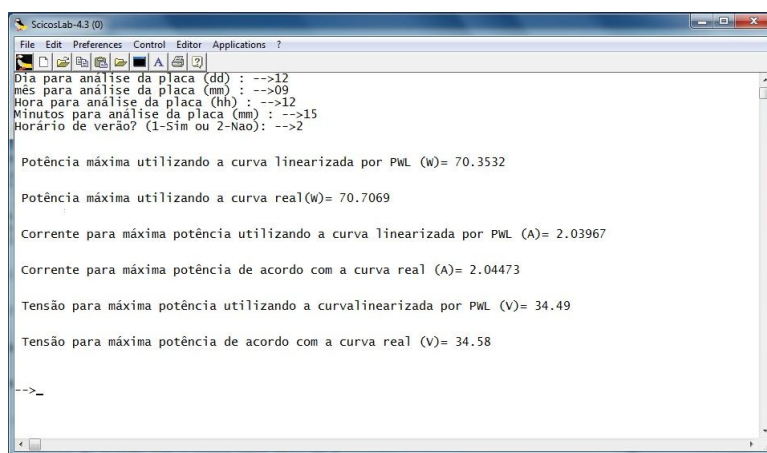 ScicosLab-4.3 (0)
File Edit Preferences Control Editor Applications ?
Dia para análise da placa (dd) : -->12
mês para análise da placa (mm) : -->09
Hora para análise da placa (hh) : -->12
Minutos para análise da placa (mm) : -->15
Horário de verão? (1-Sim ou 2-Nao): -->2
Potência máxima utilizando a curva linearizada por PWL (W)= 70.3532
Potência máxima utilizando a curva real(W)= 70.7069
Corrente para máxima potência utilizando a curva linearizada por PWL (A)= 2.03967
Corrente para máxima potência de acordo com a curva real (A)= 2.04473
Tensão para máxima potência utilizando a curvalinearizada por PWL (V)= 34.49
Tensão para máxima potência de acordo com a curva real (V)= 34.58
-->_